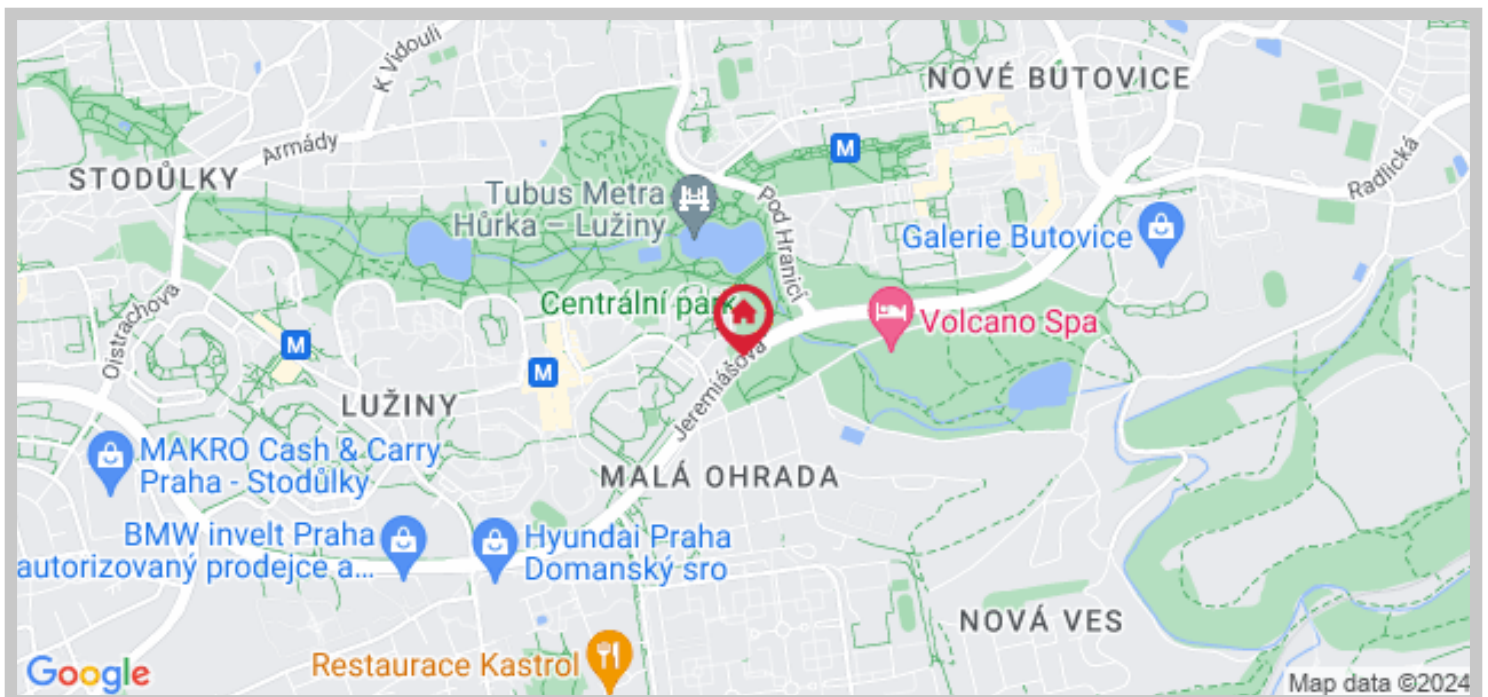 K Vidouli
NOVÉ BUTOVICE
Armády
M
Radlická
STODŮLKY
Tubus Metra
Hůrka – Lužiny
Pod Hranicí
Galerie Butovice
Oistrachova
Centrální park
Volcano Spa
M
M
Jeremiášova
LUŽINY
MAKRO Cash & Carry
Praha - Stodůlky
MALÁ OHRADA
BMW invelt Praha
autorizovaný prodejce a...
Hyundai Praha
Domanský sro
NOVÁ VES
Restaurace Kastrol
Google
Map data ©2024